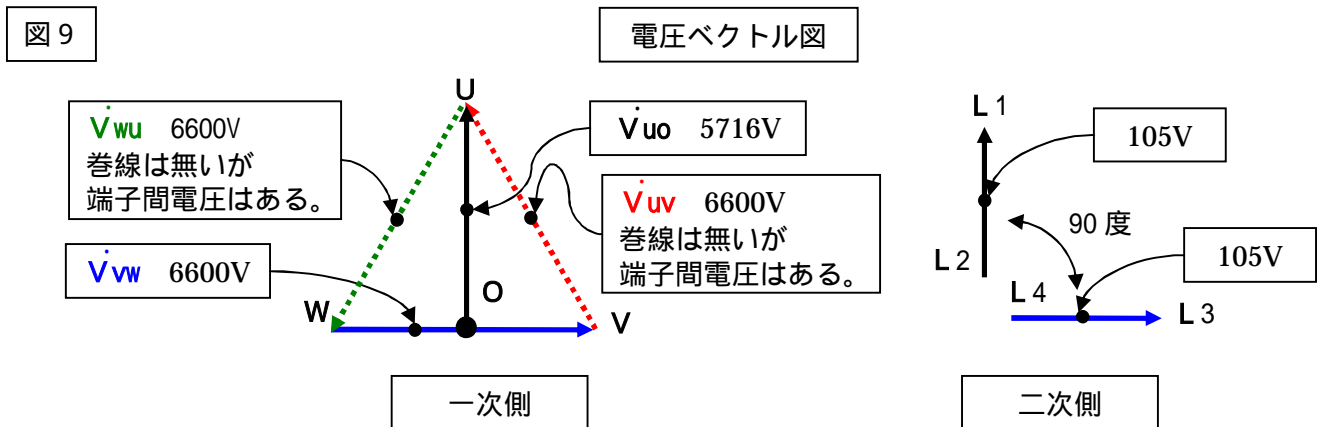 図9
電圧ベクトル図
V̇wu 6600V
巻線は無いが
端子間電圧はある。
U
V̇uo 5716V
V̇uv 6600V
巻線は無いが
端子間電圧はある。
V̇vw 6600V
W
O
V
一次側
L1
105V
90度
L2
105V
L4
L3
二次側